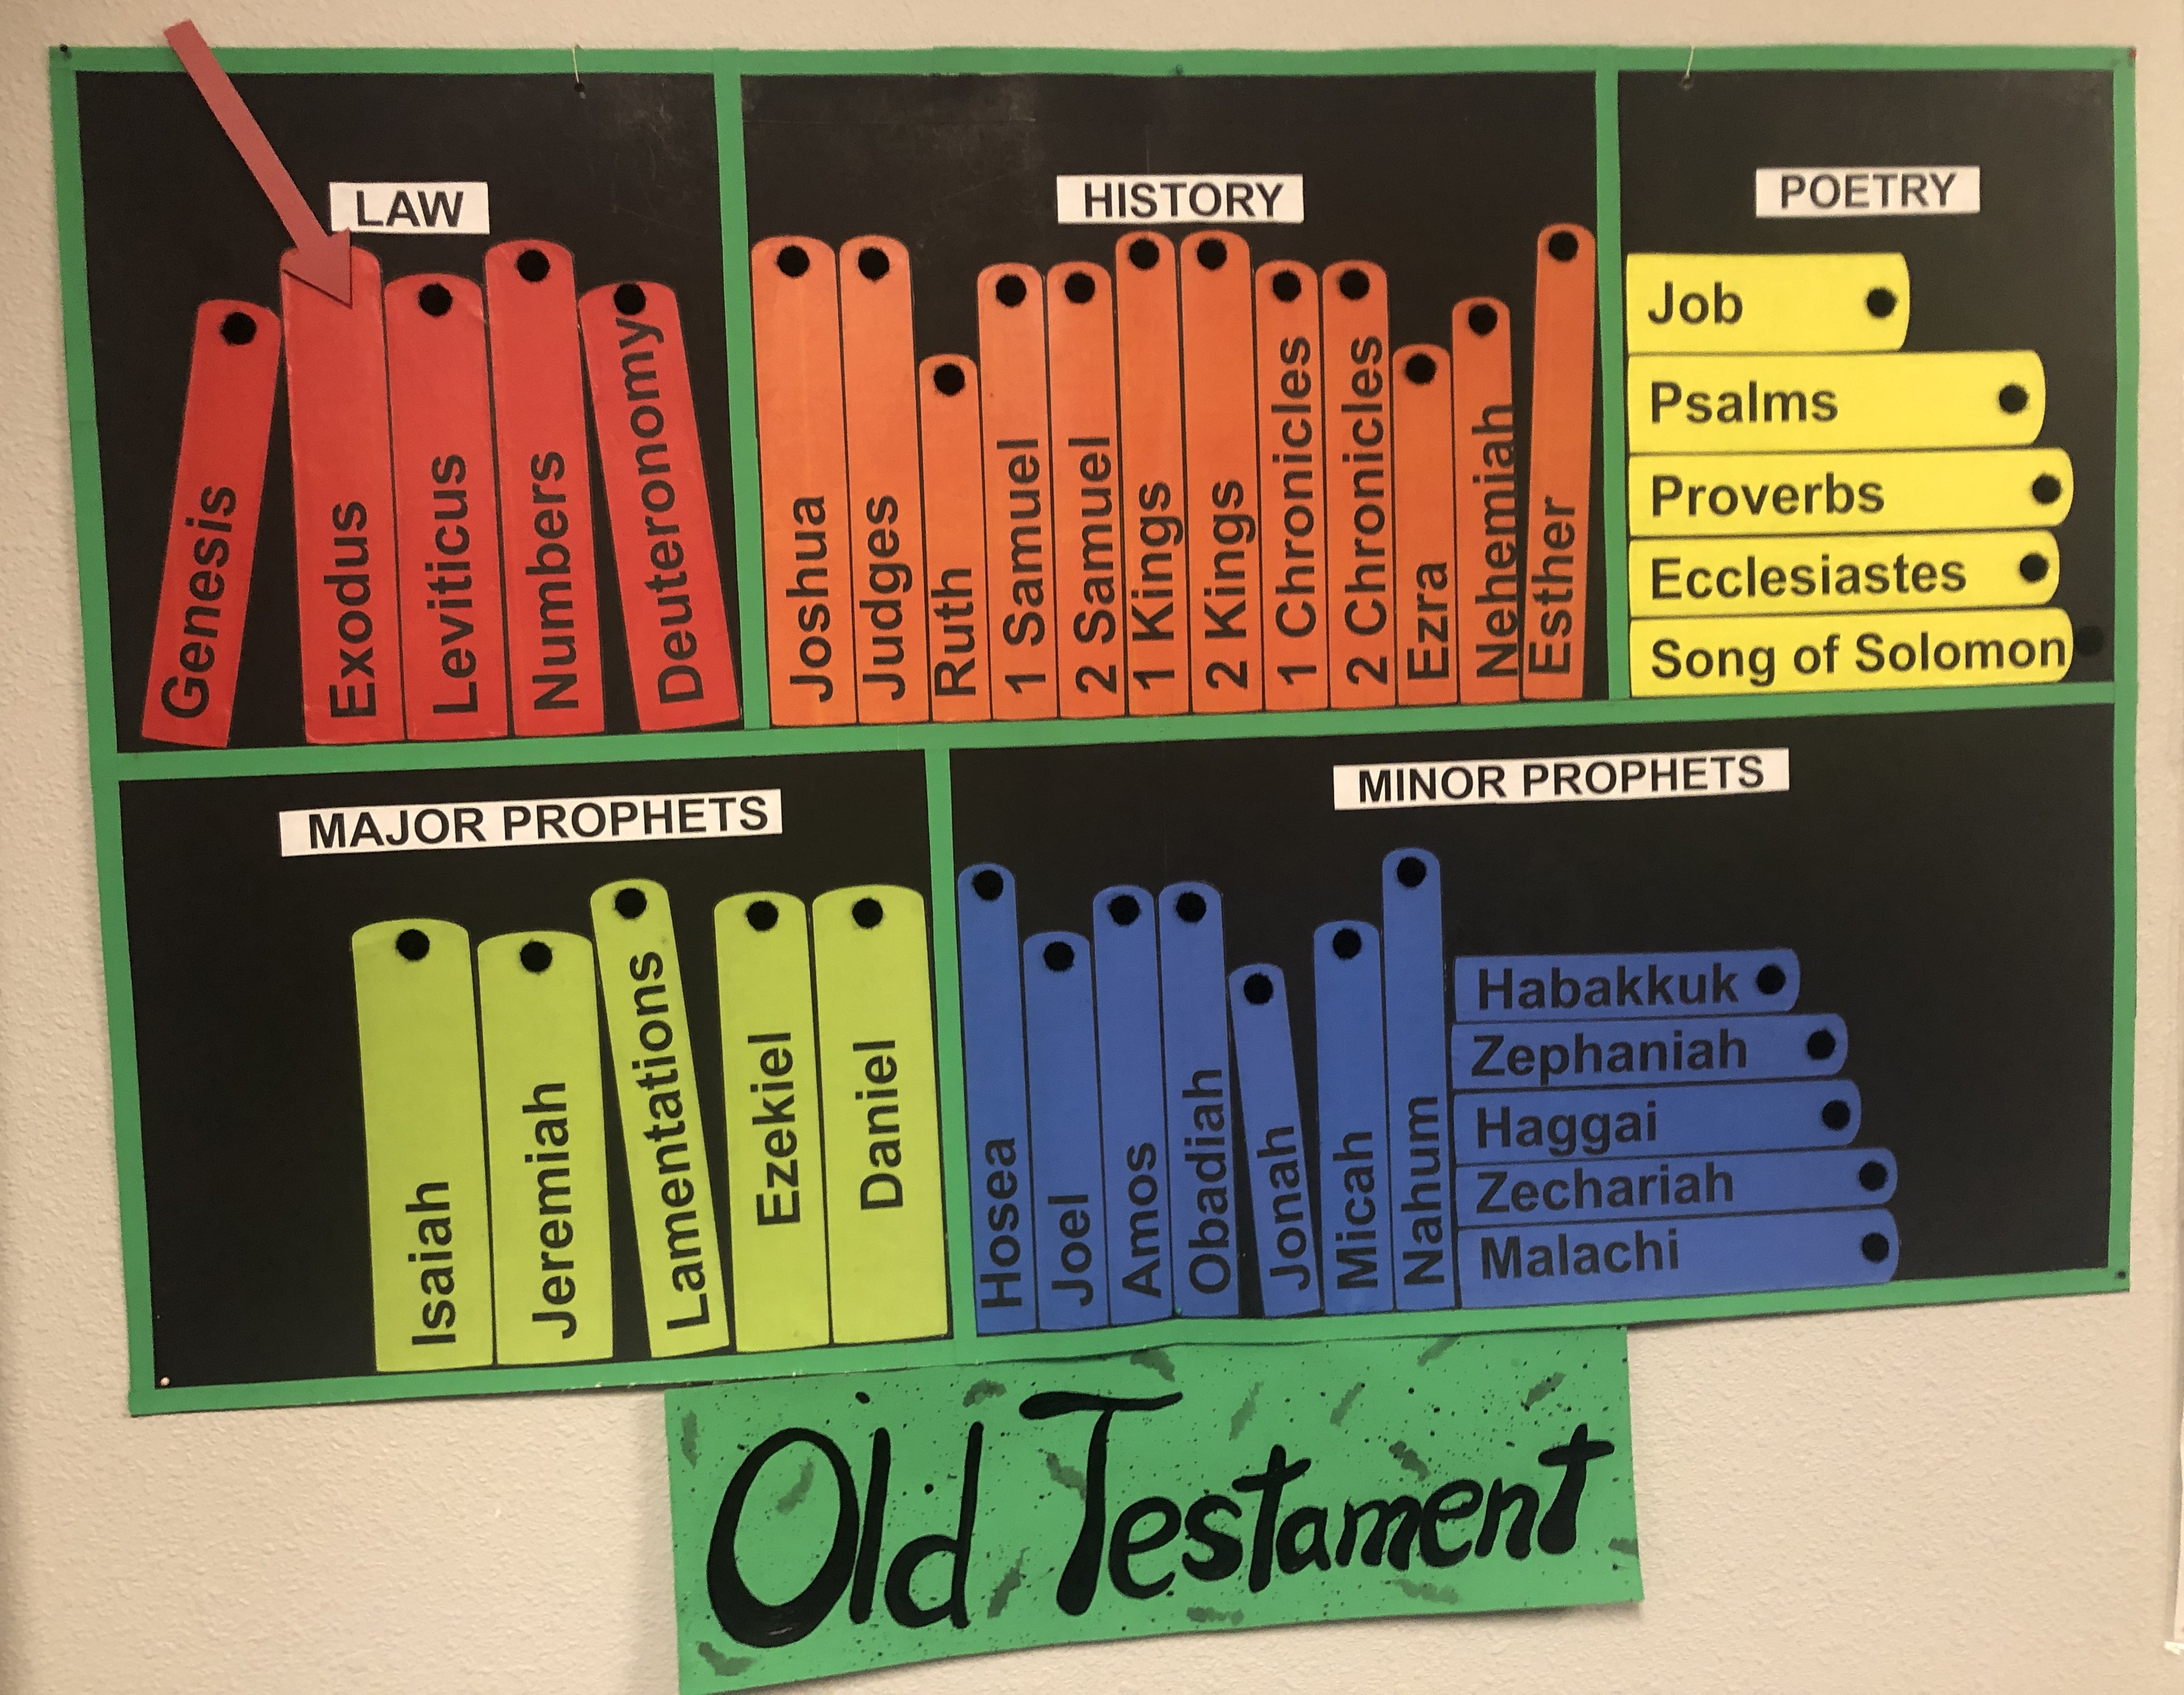 LAW
Genesis
Exodus
Leviticus
Numbers
Deuteronomy
HISTORY
Joshua
Judges
Ruth
1 Samuel
2 Samuel
1 Kings
2 Kings
1 Chronicles
2 Chronicles
Ezra
Nehemiah
Esther
POETRY
Job
Psalms
Proverbs
Ecclesiastes
Song of Solomon
MAJOR PROPHETS
Isaiah
Jeremiah
Lamentations
Ezekiel
Daniel
MINOR PROPHETS
Hosea
Joel
Amos
Obadiah
Jonah
Micah
Nahum
Habakkuk
Zephaniah
Haggai
Zechariah
Malachi
Old Testament